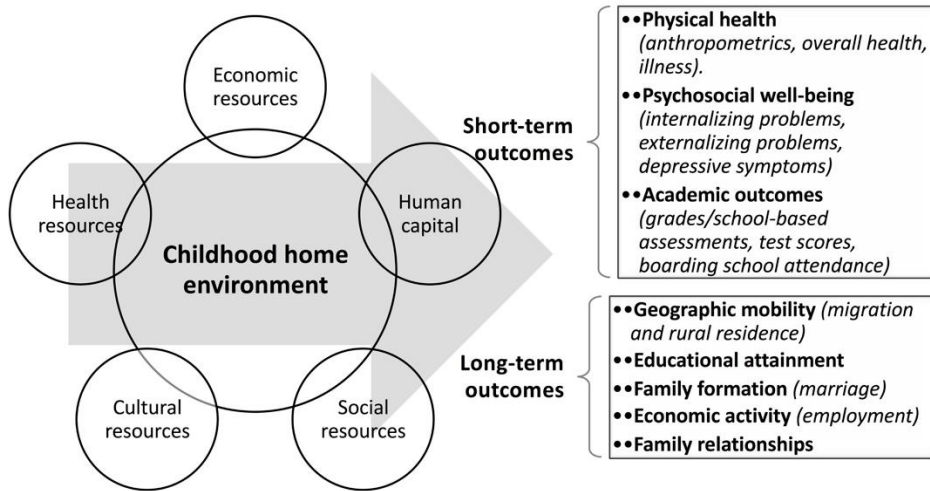 Economic
resources
Health
resources
Human
capital
Childhood home
environment
Cultural
resources
Social
resources
Short-term
outcomes
••Physical health
(anthropometrics, overall health,
illness).
••Psychosocial well-being
(internalizing problems,
externalizing problems,
depressive symptoms)
••Academic outcomes
(grades/school-based
assessments, test scores,
boarding school attendance)
Long-term
outcomes
••Geographic mobility (migration
and rural residence)
••Educational attainment
••Family formation (marriage)
••Economic activity (employment)
••Family relationships